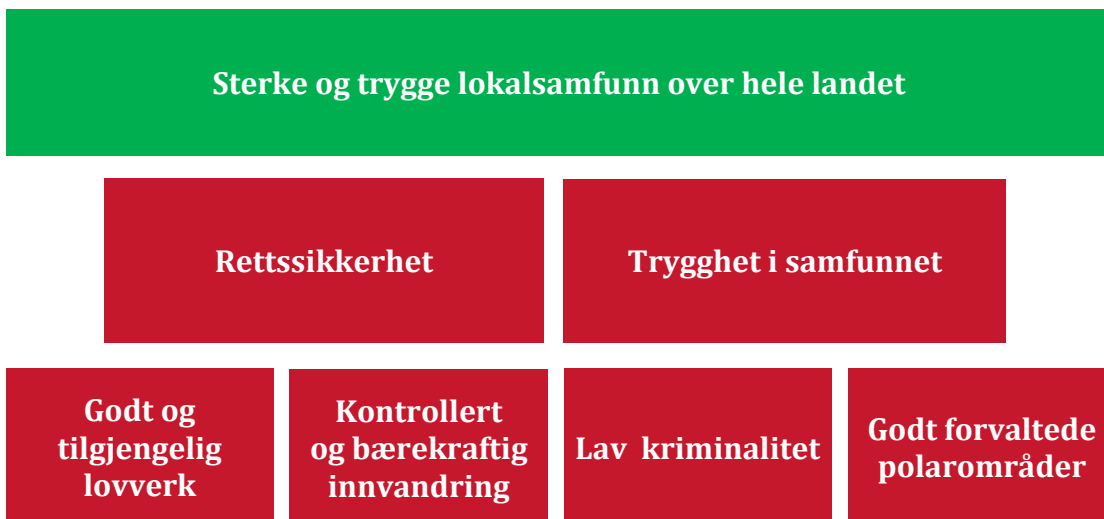 Sterke og trygge lokalsamfunn over hele landet
Rettssikkerhet
Trygghet i samfunnet
Godt og
tilgjengelig
lovverk
Kontrollert
og bærekraftig
innvandring
Lav  kriminalitet
Godt forvaltede
polarområder